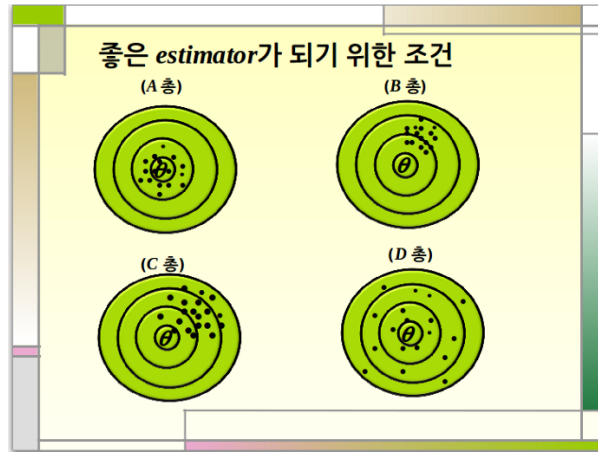 좋은 estimator가 되기 위한 조건
(A 총)
(B 총)
θ
θ
(C 총)
(D 총)
θ
θ